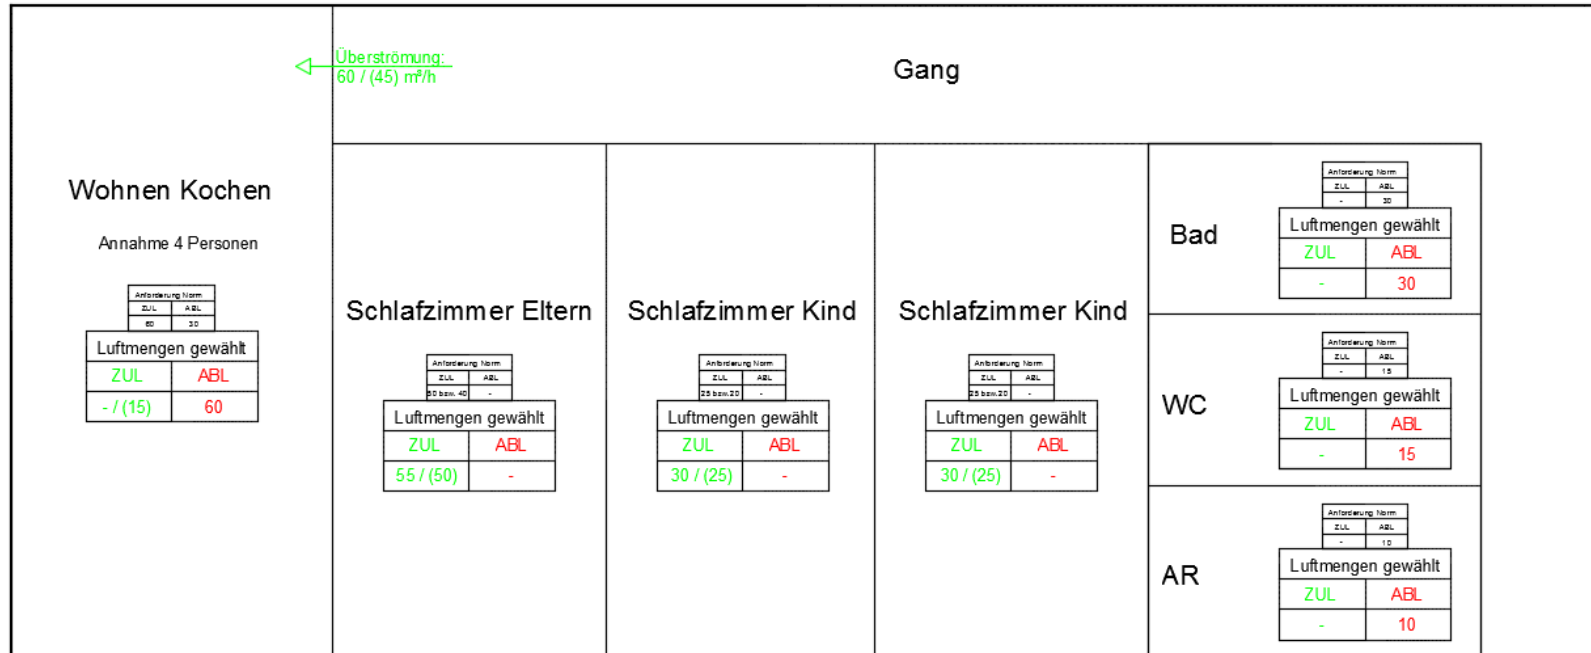 Überströmung:
60 / (45) m³/h
Gang
Wohnen Kochen
Annahme 4 Personen
Anforderung Norm
ZUL ABL
60 30
Luftmengen gewählt
ZUL ABL
- / (15) 60
Schlafzimmer Eltern
Anforderung Norm
ZUL ABL
50 bzw. 40 -
Luftmengen gewählt
ZUL ABL
55 / (50) -
Schlafzimmer Kind
Anforderung Norm
ZUL ABL
25 bzw.20 -
Luftmengen gewählt
ZUL ABL
30 / (25) -
Schlafzimmer Kind
Anforderung Norm
ZUL ABL
25 bzw.20 -
Luftmengen gewählt
ZUL ABL
30 / (25) -
Bad
Anforderung Norm
ZUL ABL
- 30
Luftmengen gewählt
ZUL ABL
- 30
WC
Anforderung Norm
ZUL ABL
- 15
Luftmengen gewählt
ZUL ABL
- 15
AR
Anforderung Norm
ZUL ABL
- 10
Luftmengen gewählt
ZUL ABL
- 10